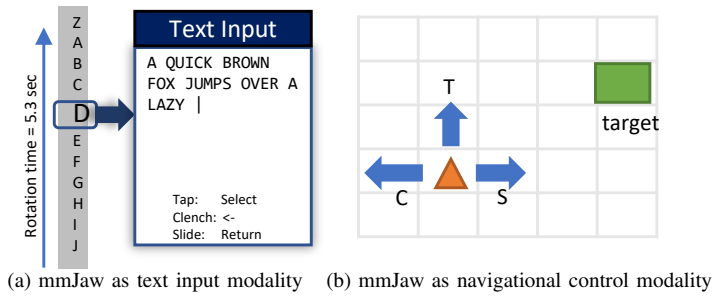 Rotation time = 5.3 sec
Z
A
B
C
D
E
F
G
H
I
J
Text Input
A QUICK BROWN
FOX JUMPS OVER A
LAZY |
Tap: Select
Clench: <-
Slide: Return
(a) mmJaw as text input modality
T
C
S
target
(b) mmJaw as navigational control modality